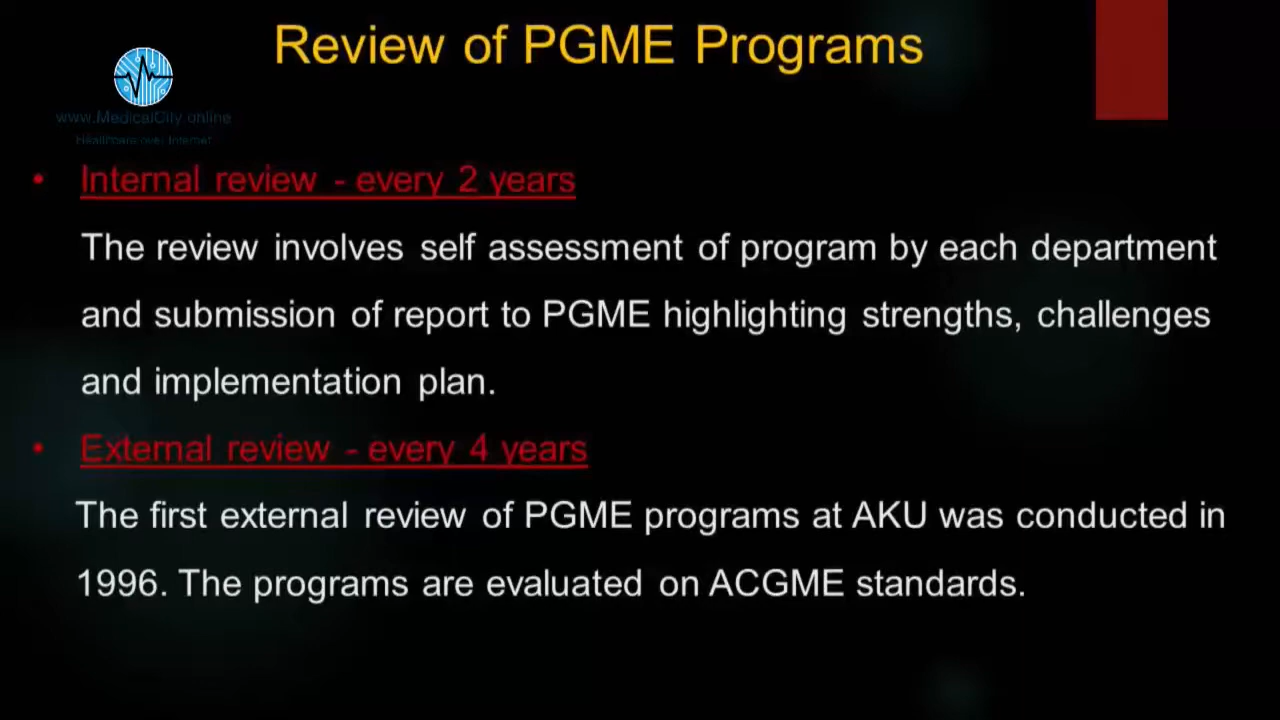 Review of PGME Programs
www.MedicalCity.online
Healthcare over Internet
• Internal review - every 2 years
The review involves self assessment of program by each department
and submission of report to PGME highlighting strengths, challenges
and implementation plan.
• External review - every 4 years
The first external review of PGME programs at AKU was conducted in
1996. The programs are evaluated on ACGME standards.